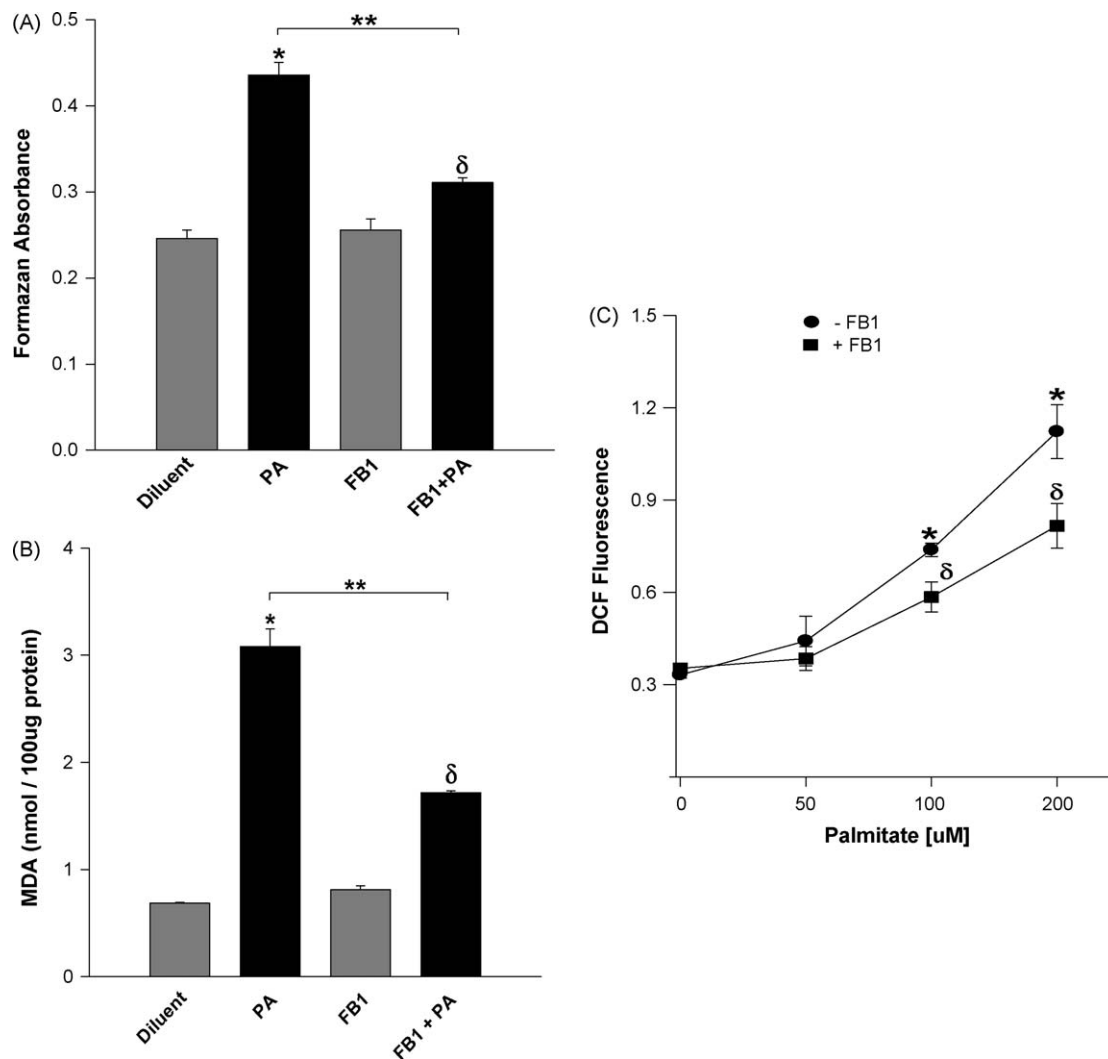 (A)
0.5
0.4
0.3
0.2
0.1
0.0
Formazan Absorbance
*
**
δ
Diluent
PA
FB1
FB1+PA
(B)
4
3
2
1
0
MDA (nmol / 100ug protein)
*
**
δ
Diluent
PA
FB1
FB1 + PA
(C)
1.5
1.2
0.9
0.6
0.3
DCF Fluorescence
- FB1
+ FB1
*
δ
*
δ
0 50 100 200
Palmitate [uM]